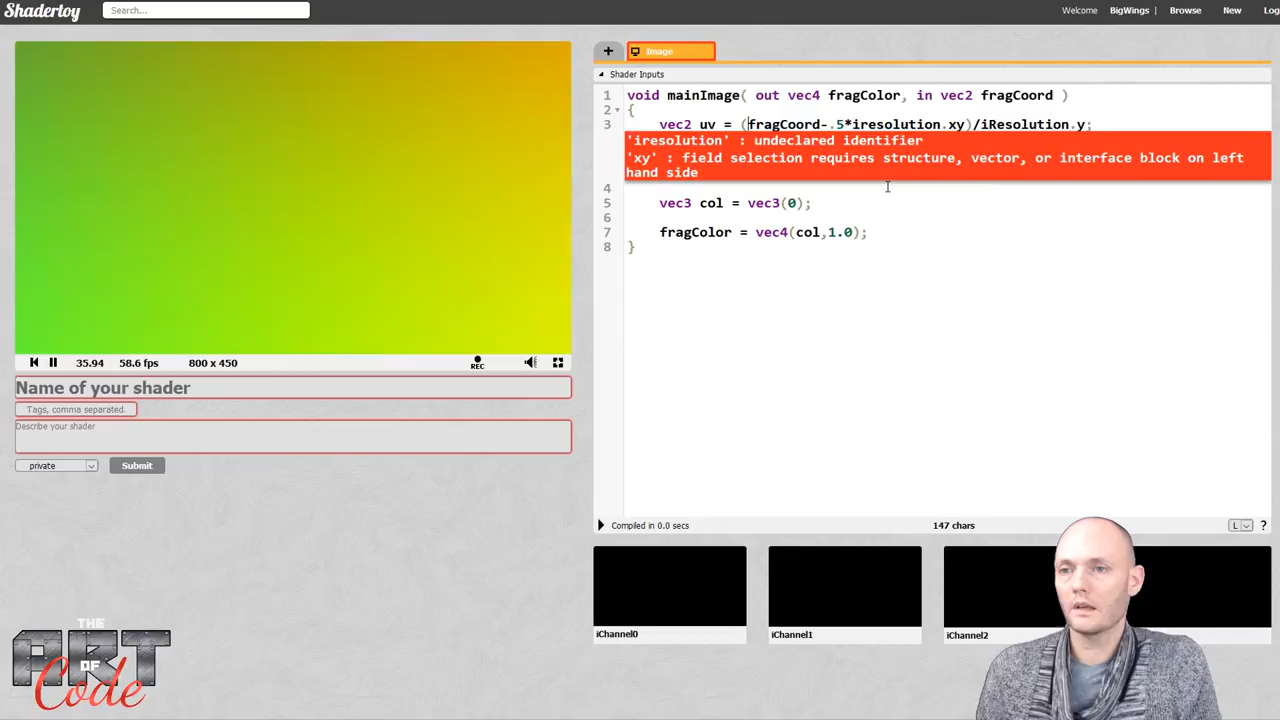 Shadertoy
Search...
Welcome BigWings | Browse New Log
+ Image
Shader Inputs
1 void mainImage( out vec4 fragColor, in vec2 fragCoord )
2 {
3 vec2 uv = (fragCoord-.5*iresolution.xy)/iResolution.y;
'iresolution' : undeclared identifier
'xy' : field selection requires structure, vector, or interface block on left
hand side
4
5 vec3 col = vec3(0);
6
7 fragColor = vec4(col,1.0);
8 }
35.94 58.6 fps 800 x 450 REC
Name of your shader
Tags, comma separated.
Describe your shader
private Submit
Compiled in 0.0 secs 147 chars L ?
iChannel0 iChannel1 iChannel2
THE
ART
OF
Code